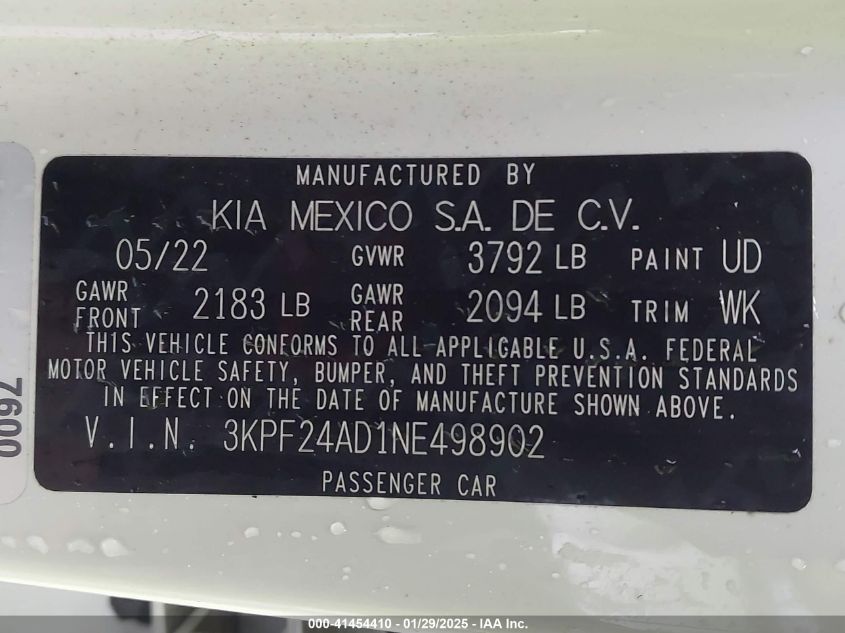 MANUFACTURED BY
KIA MEXICO S.A. DE C.V.
05/22 GVWR 3792 LB PAINT UD
GAWR FRONT 2183 LB GAWR REAR 2094 LB TRIM WK
THIS VEHICLE CONFORMS TO ALL APPLICABLE U.S.A. FEDERAL
MOTOR VEHICLE SAFETY, BUMPER, AND THEFT PREVENTION STANDARDS
IN EFFECT ON THE DATE OF MANUFACTURE SHOWN ABOVE.
V.I.N. 3KPF24AD1NE498902
PASSENGER CAR
000-41454410 - 01/29/2025 - IAA Inc.